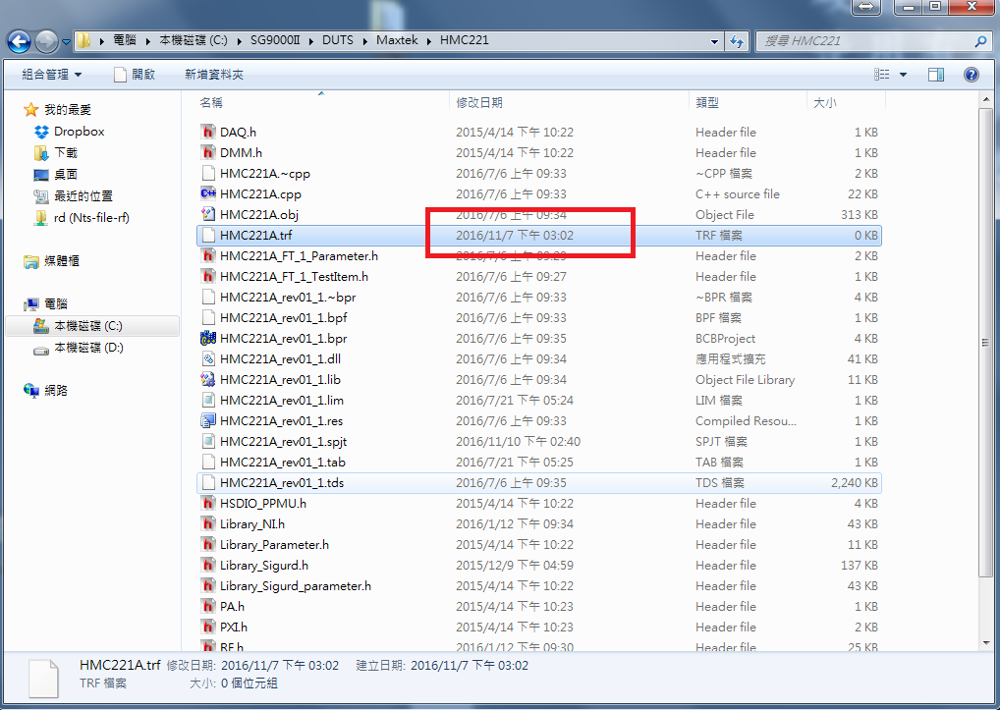 電腦 本機磁碟 (C:) SG9000II DUTS Maxtek HMC221 搜尋 HMC221
組合管理 開啟 新增資料夾
我的最愛
Dropbox
下載
桌面
最近的位置
rd (Nts-file-rf)
媒體櫃
電腦
本機磁碟 (C:)
本機磁碟 (D:)
網路
名稱 修改日期 類型 大小
DAQ.h 2015/4/14 下午 10:22 Header file 1 KB
DMM.h 2015/4/14 下午 10:22 Header file 1 KB
HMC221A.~cpp 2016/7/6 上午 09:33 ~CPP 檔案 2 KB
HMC221A.cpp 2016/7/6 上午 09:33 C++ source file 22 KB
HMC221A.obj 2016/7/6 上午 09:34 Object File 313 KB
HMC221A.trf 2016/11/7 下午 03:02 TRF 檔案 0 KB
HMC221A_FT_1_Parameter.h 2016/7/6 上午 09:29 Header file 2 KB
HMC221A_FT_1_TestItem.h 2016/7/6 上午 09:27 Header file 1 KB
HMC221A_rev01_1.~bpr 2016/7/6 上午 09:33 ~BPR 檔案 4 KB
HMC221A_rev01_1.bpf 2016/7/6 上午 09:33 BPF 檔案 1 KB
HMC221A_rev01_1.bpr 2016/7/6 上午 09:35 BCBProject 4 KB
HMC221A_rev01_1.dll 2016/7/6 上午 09:34 應用程式擴充 41 KB
HMC221A_rev01_1.lib 2016/7/6 上午 09:34 Object File Library 11 KB
HMC221A_rev01_1.lim 2016/7/21 下午 05:24 LIM 檔案 1 KB
HMC221A_rev01_1.res 2016/7/6 上午 09:33 Compiled Resou... 1 KB
HMC221A_rev01_1.spjt 2016/11/10 下午 02:40 SPJT 檔案 1 KB
HMC221A_rev01_1.tab 2016/7/21 下午 05:25 TAB 檔案 1 KB
HMC221A_rev01_1.tds 2016/7/6 上午 09:35 TDS 檔案 2,240 KB
HSDIO_PPMU.h 2015/4/14 下午 10:22 Header file 4 KB
Library_NI.h 2016/1/12 下午 09:34 Header file 43 KB
Library_Parameter.h 2015/4/14 下午 10:22 Header file 11 KB
Library_Sigurd.h 2015/12/9 下午 04:59 Header file 137 KB
Library_Sigurd_parameter.h 2015/4/14 下午 10:22 Header file 43 KB
PA.h 2015/4/14 下午 10:23 Header file 1 KB
PXI.h 2015/4/14 下午 10:23 Header file 2 KB
RF.h 2016/1/12 下午 09:30 Header file 25 KB
HMC221A.trf 修改日期: 2016/11/7 下午 03:02 建立日期: 2016/11/7 下午 03:02
TRF 檔案 大小: 0 個位元組